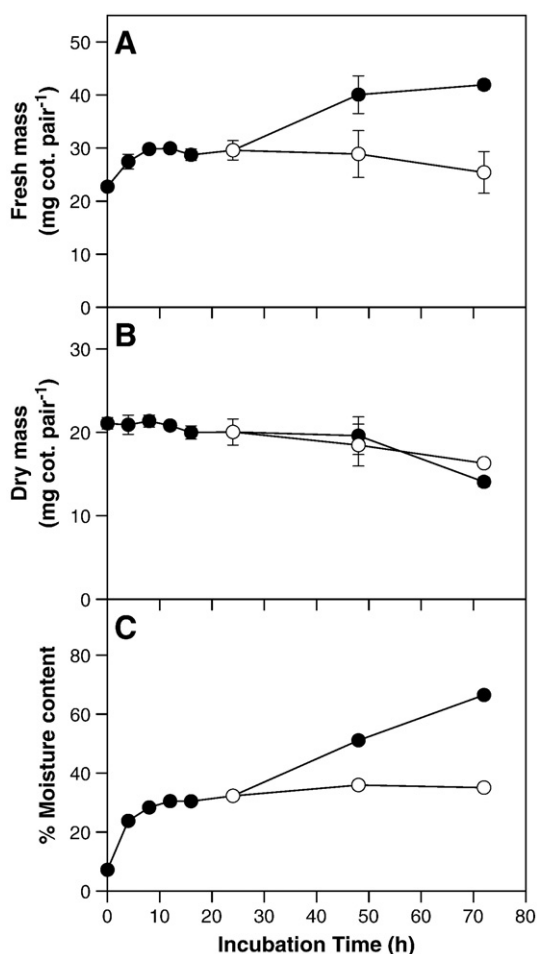 A
50
40
30
20
10
0
Fresh mass
(mg cot. pair-1)
B
30
20
10
0
Dry mass
(mg cot. pair-1)
C
80
60
40
20
0
% Moisture content
0 10 20 30 40 50 60 70 80
Incubation Time (h)